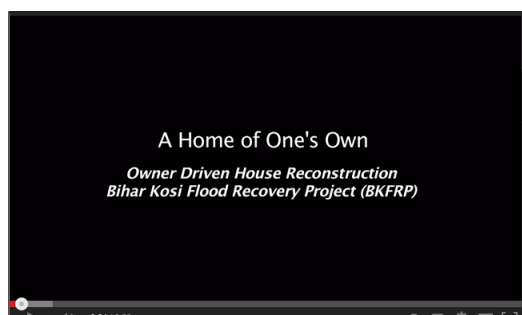 A Home of One's Own
Owner Driven House Reconstruction
Bihar Kosi Flood Recovery Project (BKFRP)